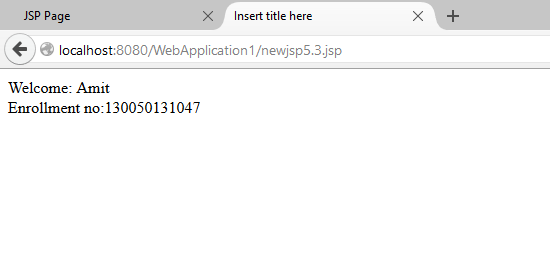 JSP Page
Insert title here
localhost:8080/WebApplication1/newjsp5.3.jsp
Welcome: Amit
Enrollment no:130050131047